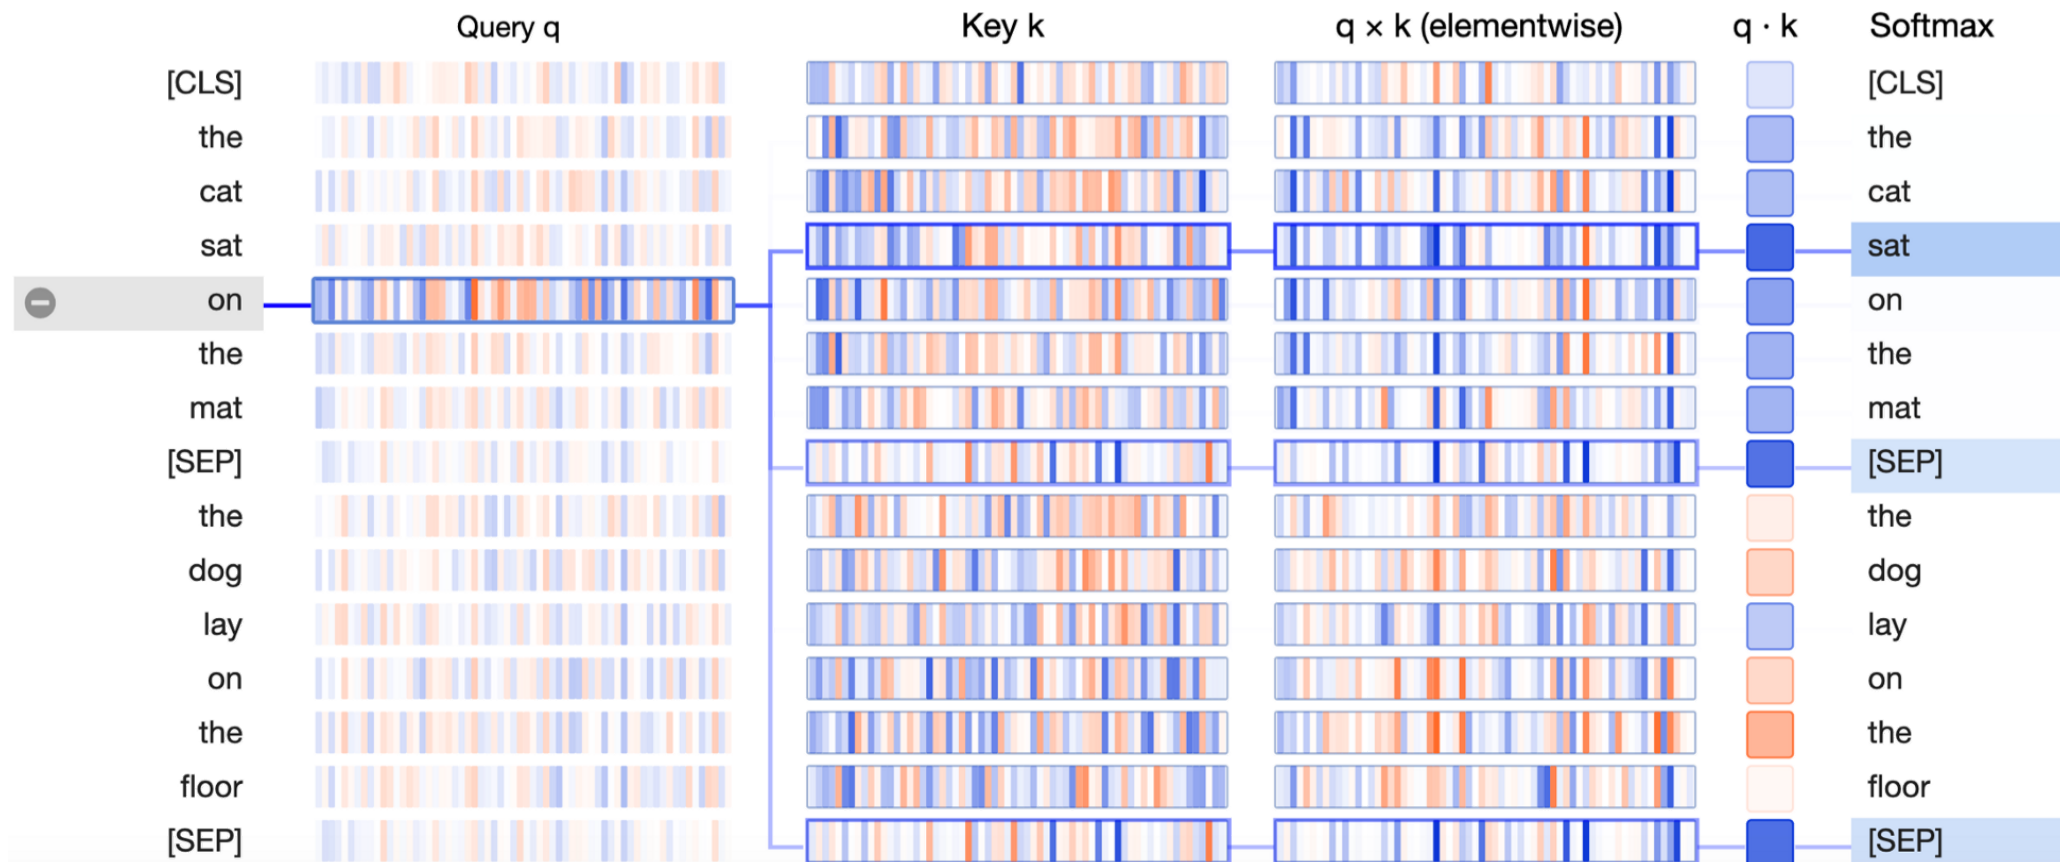 Query q Key k q × k (elementwise) q · k Softmax
[CLS] [CLS]
the the
cat cat
sat sat
on on
the the
mat mat
[SEP] [SEP]
the the
dog dog
lay lay
on on
the the
floor floor
[SEP] [SEP]